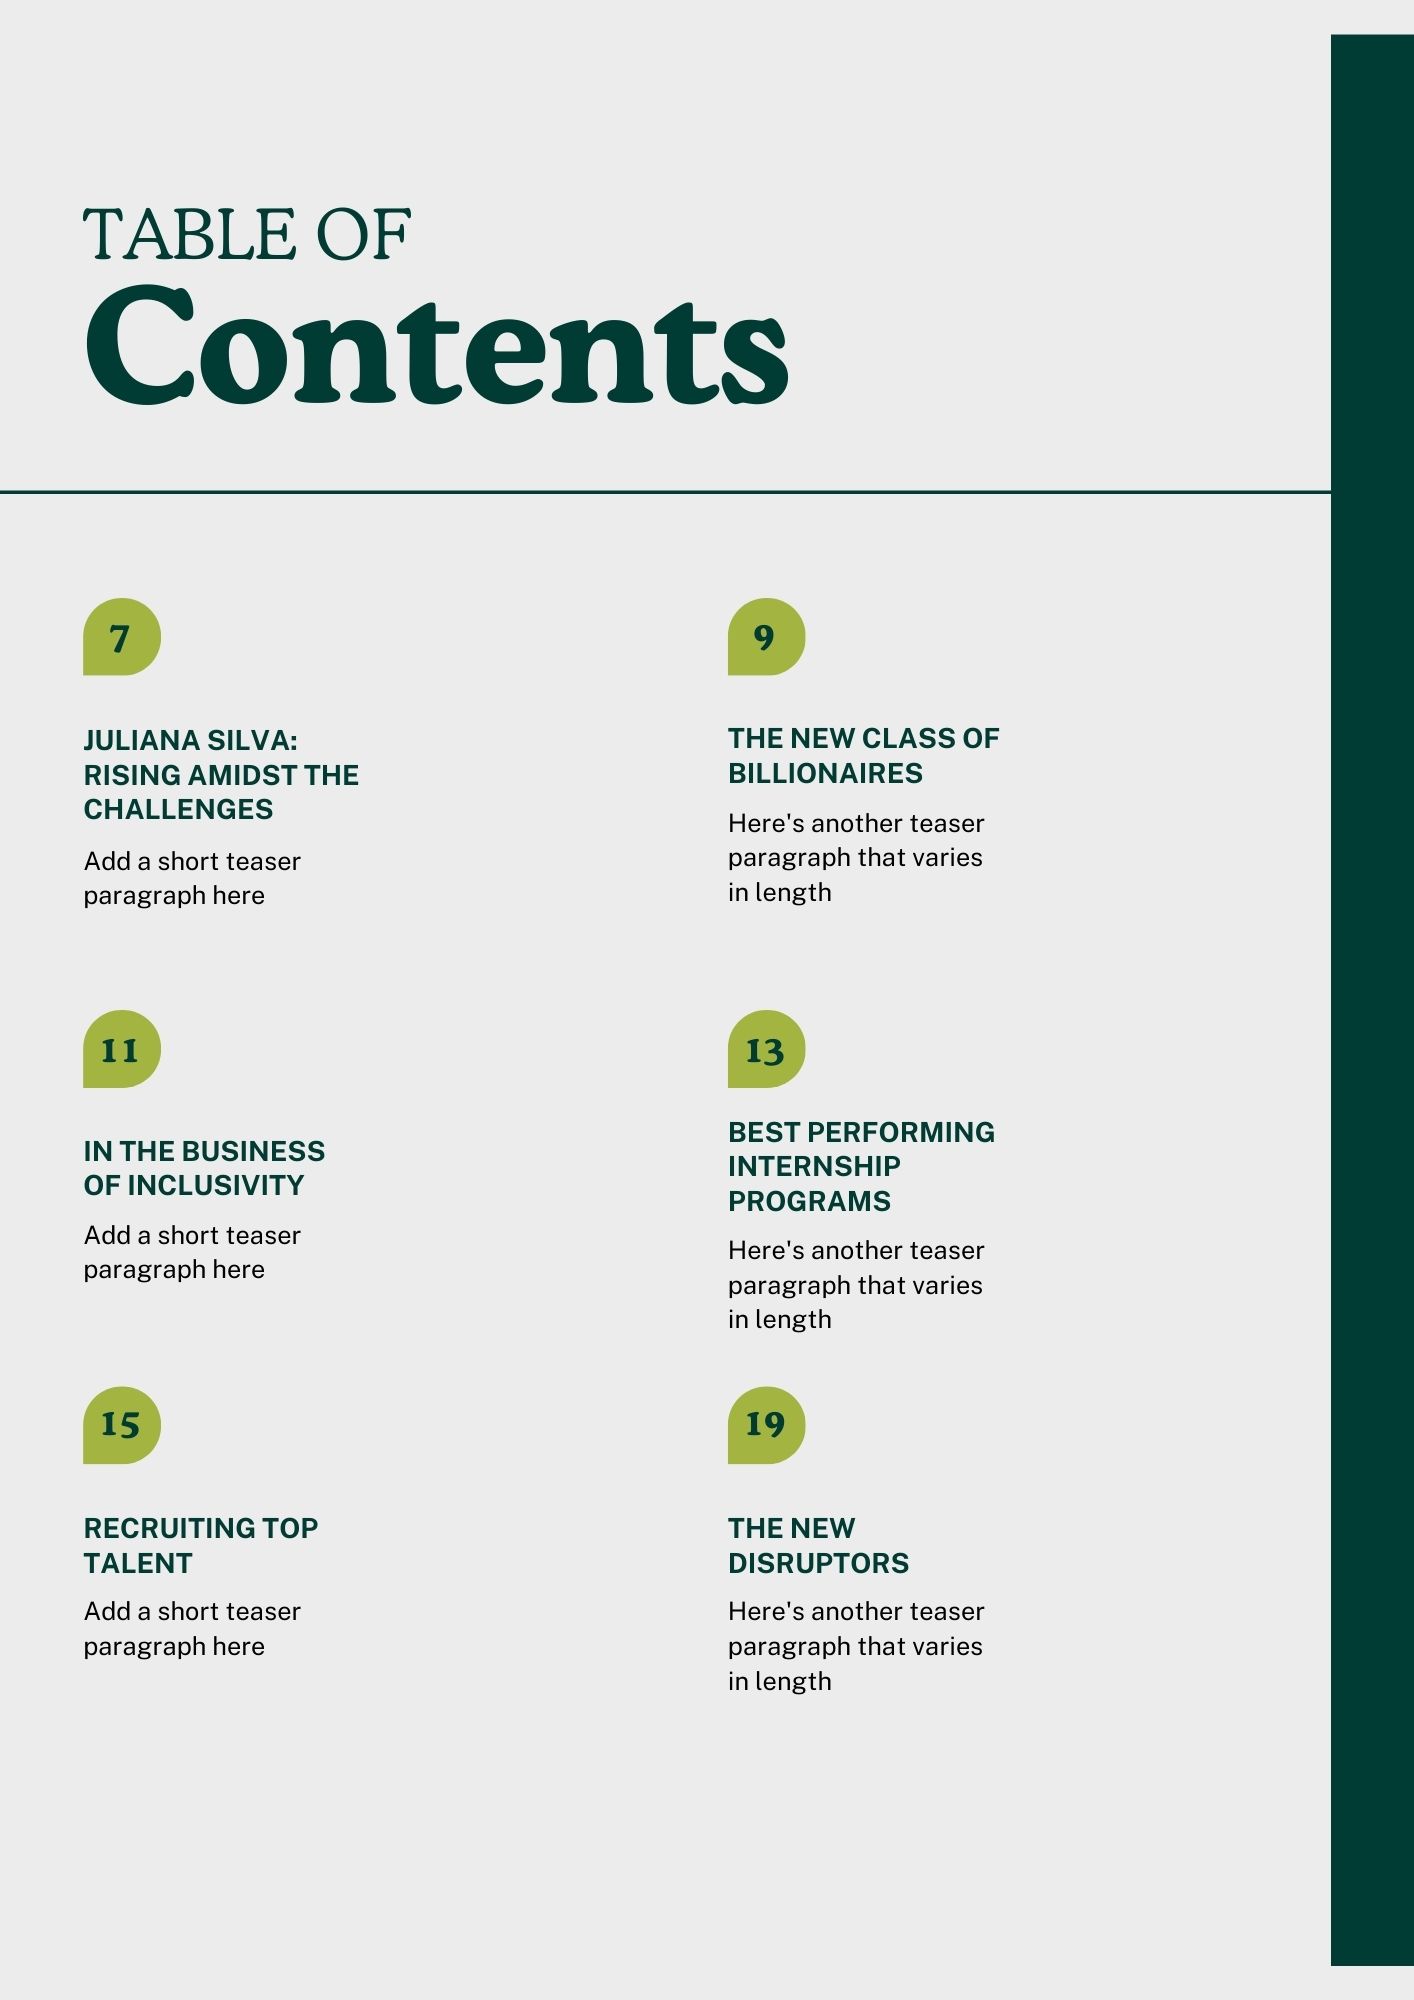 TABLE OF
Contents
7
JULIANA SILVA:
RISING AMIDST THE
CHALLENGES
Add a short teaser
paragraph here
9
THE NEW CLASS OF
BILLIONAIRES
Here's another teaser
paragraph that varies
in length
11
IN THE BUSINESS
OF INCLUSIVITY
Add a short teaser
paragraph here
13
BEST PERFORMING
INTERNSHIP
PROGRAMS
Here's another teaser
paragraph that varies
in length
15
RECRUITING TOP
TALENT
Add a short teaser
paragraph here
19
THE NEW
DISRUPTORS
Here's another teaser
paragraph that varies
in length